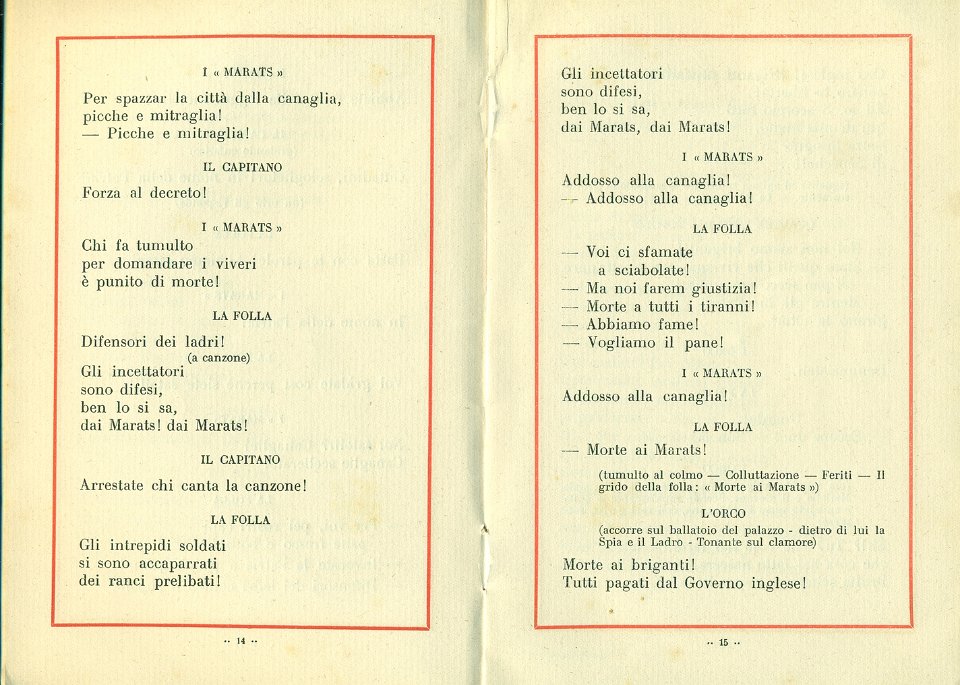 I « MARATS »
Per spazzar la città dalla canaglia,
picche e mitraglia!
— Picche e mitraglia!
IL CAPITANO
Forza al decreto!
I « MARATS »
Chi fa tumulto
per domandare i viveri
è punito di morte!
LA FOLLA
Difensori dei ladri!
(a canzone)
Gli incettatori
sono difesi,
ben lo si sa,
dai Marats! dai Marats!
IL CAPITANO
Arrestate chi canta la canzone!
LA FOLLA
Gli intrepidi soldati
si sono accaparrati
dei ranci prelibati!
-- 14 --
Gli incettatori
sono difesi,
ben lo si sa,
dai Marats, dai Marats!
I « MARATS »
Addosso alla canaglia!
— Addosso alla canaglia!
LA FOLLA
— Voi ci sfamate
a sciabolate!
— Ma noi farem giustizia!
— Morte a tutti i tiranni!
— Abbiamo fame!
— Vogliamo il pane!
I « MARATS »
Addosso alla canaglia!
LA FOLLA
— Morte ai Marats!
(tumulto al colmo — Colluttazione — Feriti — Il
grido della folla: « Morte ai Marats »)
L'ORCO
(accorre sul ballatoio del palazzo - dietro di lui la
Spia e il Ladro - Tonante sul clamore)
Morte ai briganti!
Tutti pagati dal Governo inglese!
-- 15 --